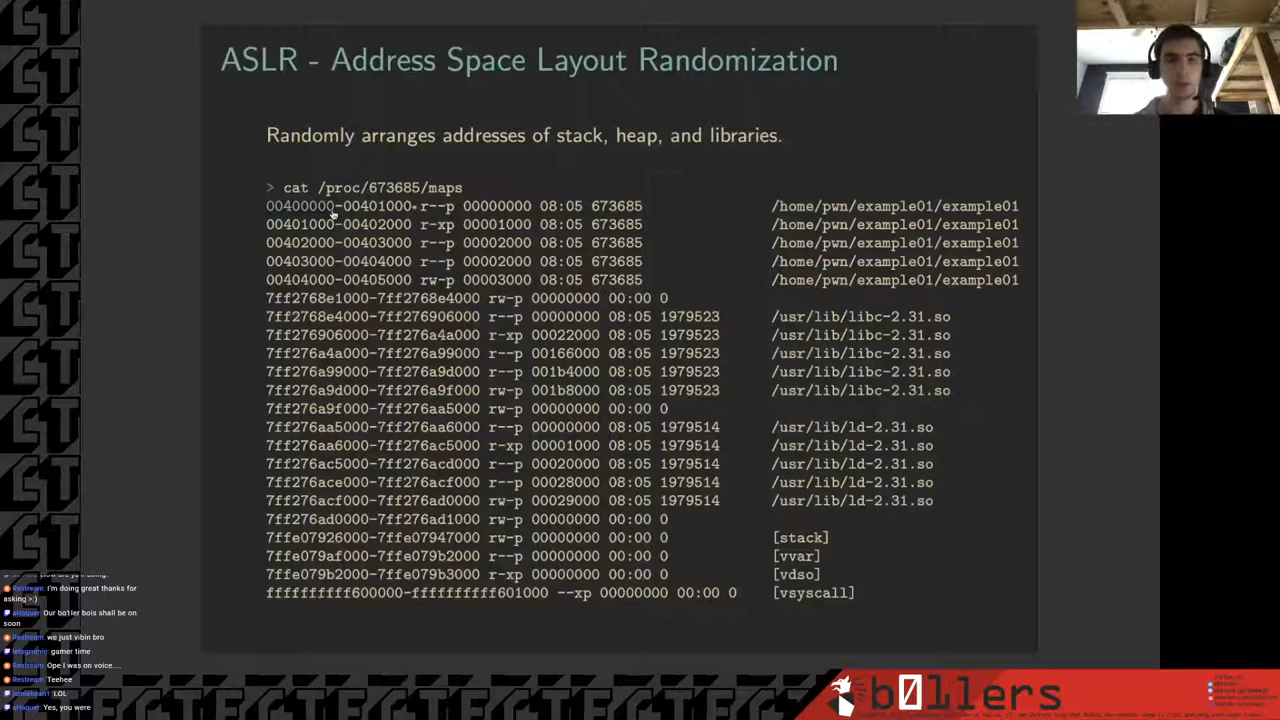 ASLR - Address Space Layout Randomization
Randomly arranges addresses of stack, heap, and libraries.
> cat /proc/673685/maps
00400000-00401000 r--p 00000000 08:05 673685 /home/pwn/example01/example01
00401000-00402000 r-xp 00001000 08:05 673685 /home/pwn/example01/example01
00402000-00403000 r--p 00002000 08:05 673685 /home/pwn/example01/example01
00403000-00404000 r--p 00002000 08:05 673685 /home/pwn/example01/example01
00404000-00405000 rw-p 00003000 08:05 673685 /home/pwn/example01/example01
7ff2768e1000-7ff2768e4000 rw-p 00000000 00:00 0
7ff2768e4000-7ff276906000 r--p 00000000 08:05 1979523 /usr/lib/libc-2.31.so
7ff276906000-7ff276a4a000 r-xp 00022000 08:05 1979523 /usr/lib/libc-2.31.so
7ff276a4a000-7ff276a99000 r--p 00166000 08:05 1979523 /usr/lib/libc-2.31.so
7ff276a99000-7ff276a9d000 r--p 001b4000 08:05 1979523 /usr/lib/libc-2.31.so
7ff276a9d000-7ff276a9f000 rw-p 001b8000 08:05 1979523 /usr/lib/libc-2.31.so
7ff276a9f000-7ff276aa5000 rw-p 00000000 00:00 0
7ff276aa5000-7ff276aa6000 r--p 00000000 08:05 1979514 /usr/lib/ld-2.31.so
7ff276aa6000-7ff276ac5000 r-xp 00001000 08:05 1979514 /usr/lib/ld-2.31.so
7ff276ac5000-7ff276acd000 r--p 00020000 08:05 1979514 /usr/lib/ld-2.31.so
7ff276ace000-7ff276acf000 r--p 00028000 08:05 1979514 /usr/lib/ld-2.31.so
7ff276acf000-7ff276ad0000 rw-p 00029000 08:05 1979514 /usr/lib/ld-2.31.so
7ff276ad0000-7ff276ad1000 rw-p 00000000 00:00 0
7ffe07926000-7ffe07947000 rw-p 00000000 00:00 0 [stack]
7ffe079af000-7ffe079b2000 r--p 00000000 00:00 0 [vvar]
7ffe079b2000-7ffe079b3000 r-xp 00000000 00:00 0 [vdso]
ffffffffff600000-ffffffffff601000 --xp 00000000 00:00 0 [vsyscall]
Restream: I'm doing great thanks for
asking >:)
aHaquer: Our bo1ler bois shall be on
soon
Restream: we just vibin bro
gamer time
Restream: Ope I was on voice....
Restream: Teehee
LOL
aHaquer: Yes, you were
b0llers